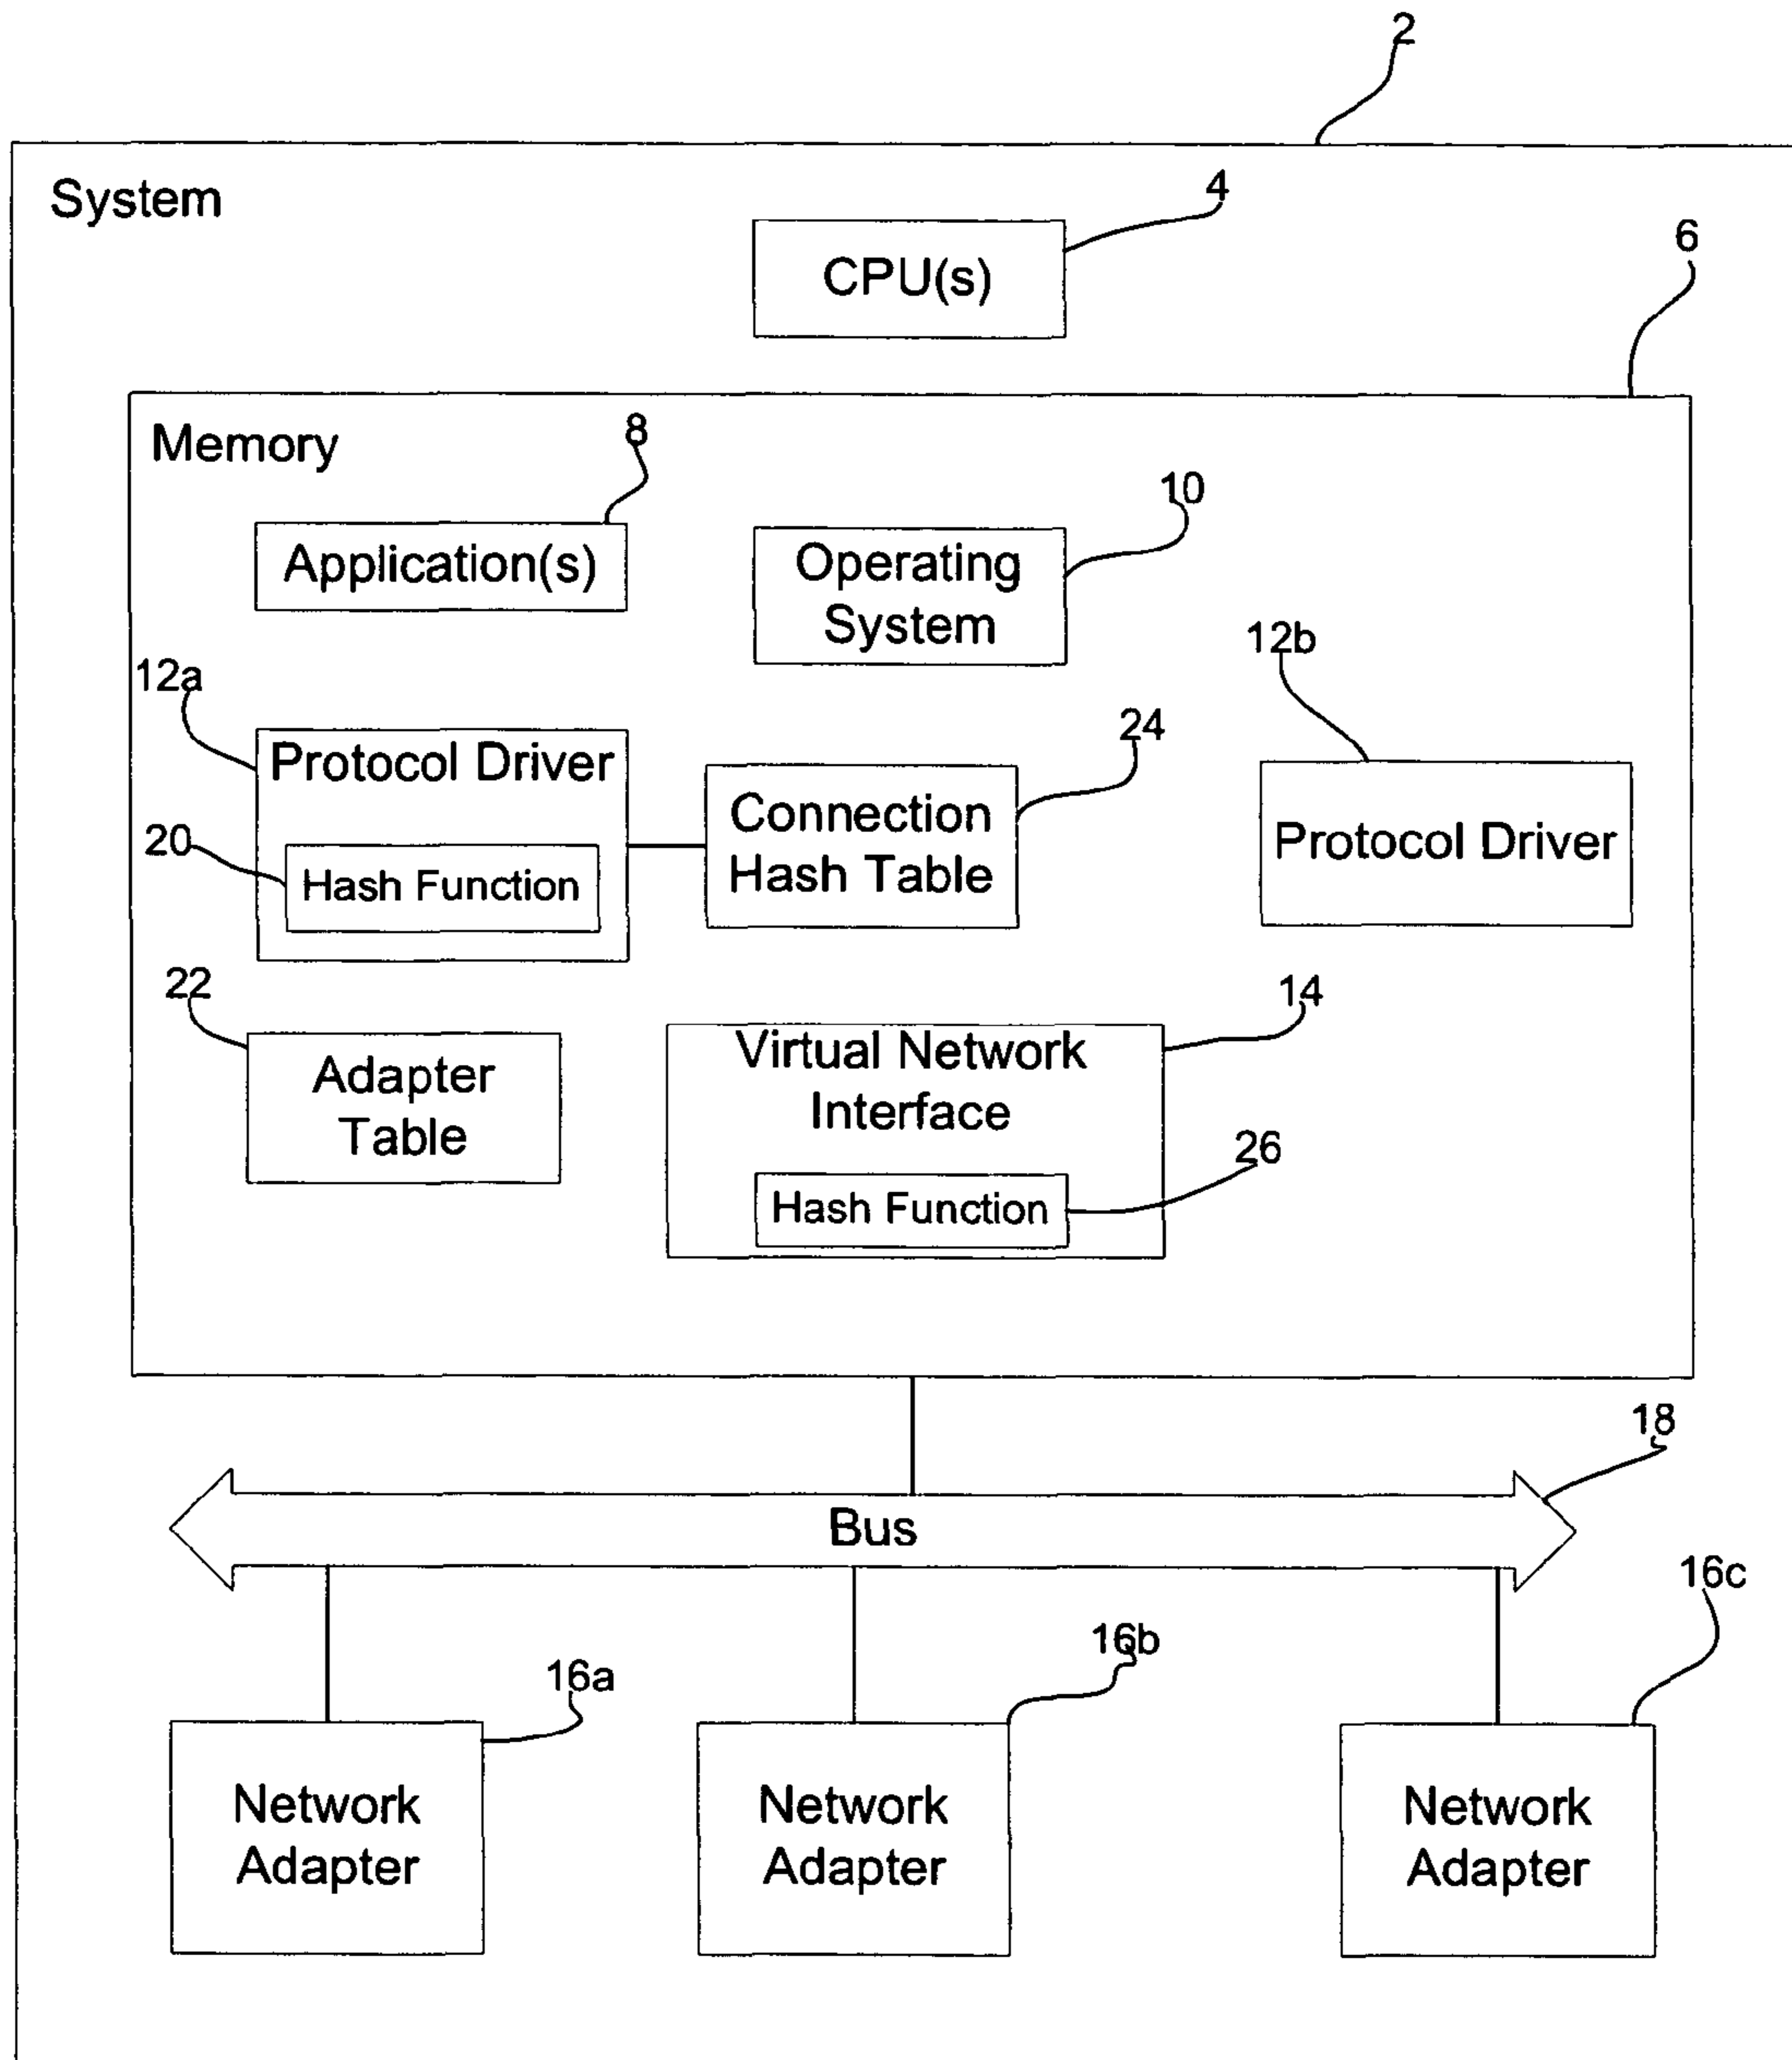 2
System
4
CPU(s)
6
Memory
8
Application(s)
10
Operating
System
12a
Protocol Driver
20
Hash Function
24
Connection
Hash Table
12b
Protocol Driver
22
Adapter
Table
14
Virtual Network
Interface
26
Hash Function
18
Bus
16a
Network
Adapter
16b
Network
Adapter
16c
Network
Adapter